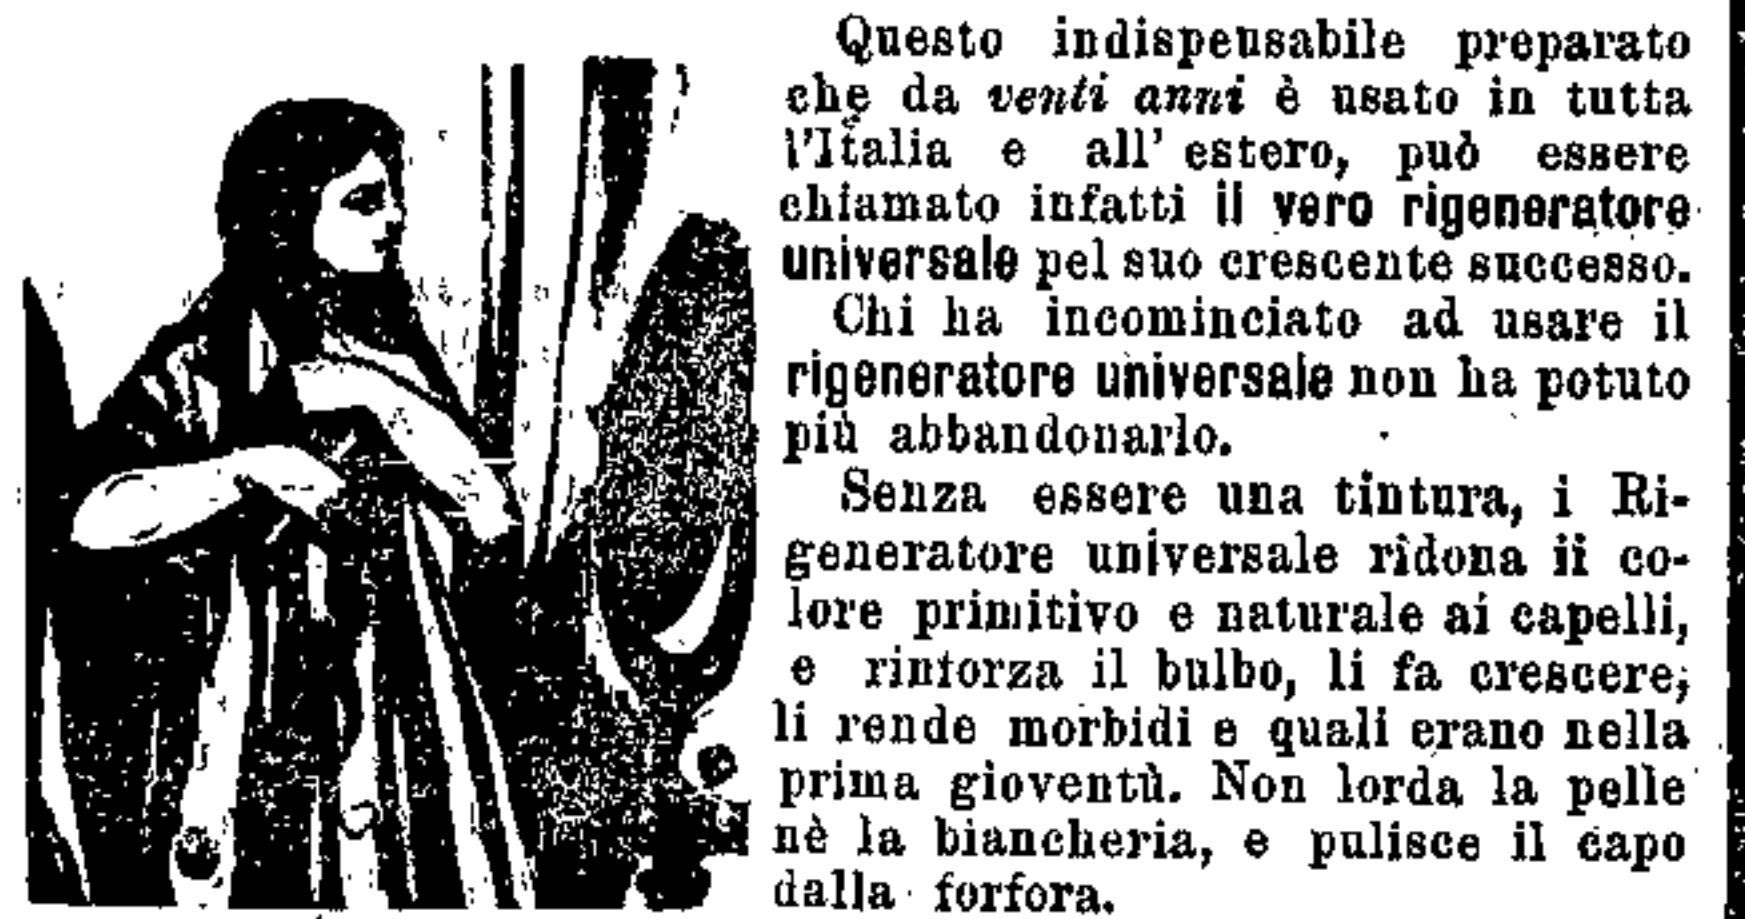 Questo indispensabile preparato
che da venti anni è usato in tutta
l'Italia e all' estero, può essere
chiamato infatti il vero rigeneratore
universale pel suo crescente successo.
Chi ha incominciato ad usare il
rigeneratore universale non ha potuto
più abbandonarlo.
Senza essere una tintura, i Ri-
generatore universale ridona il co-
lore primitivo e naturale ai capelli,
e rinforza il bulbo, li fa crescere,
li rende morbidi e quali erano nella
prima gioventù. Non lorda la pelle
nè la biancheria, e pulisce il capo
dalla forfora.